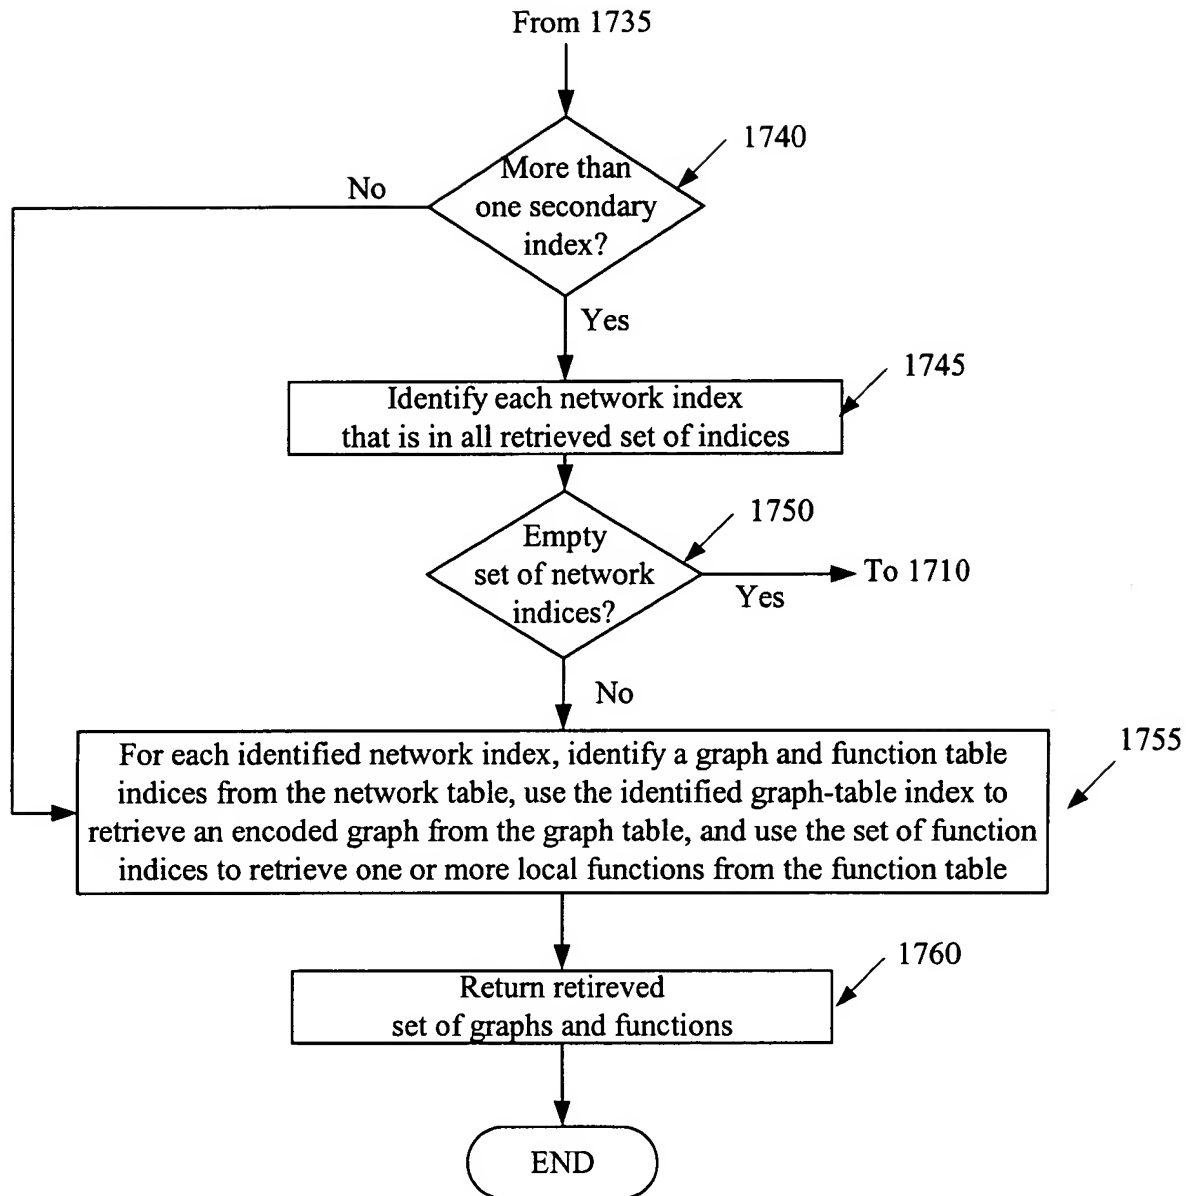 From 1735
1740
More than
one secondary
index?
No
Yes
1745
Identify each network index
that is in all retrieved set of indices
1750
Empty
set of network
indices?
To 1710
Yes
No
1755
For each identified network index, identify a graph and function table
indices from the network table, use the identified graph-table index to
retrieve an encoded graph from the graph table, and use the set of function
indices to retrieve one or more local functions from the function table
1760
Return retireved
set of graphs and functions
END